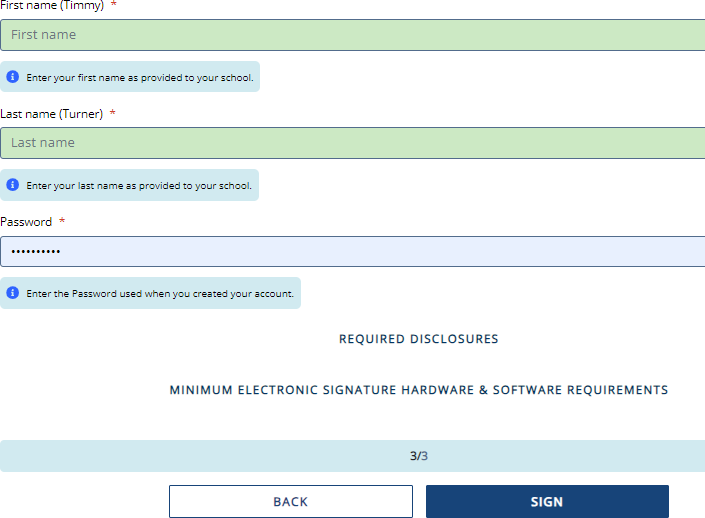 First name (Timmy) *
First name
Enter your first name as provided to your school.
Last name (Turner) *
Last name
Enter your last name as provided to your school.
Password *
••••••••••
Enter the Password used when you created your account.
REQUIRED DISCLOSURES
MINIMUM ELECTRONIC SIGNATURE HARDWARE & SOFTWARE REQUIREMENTS
3/3
BACK
SIGN